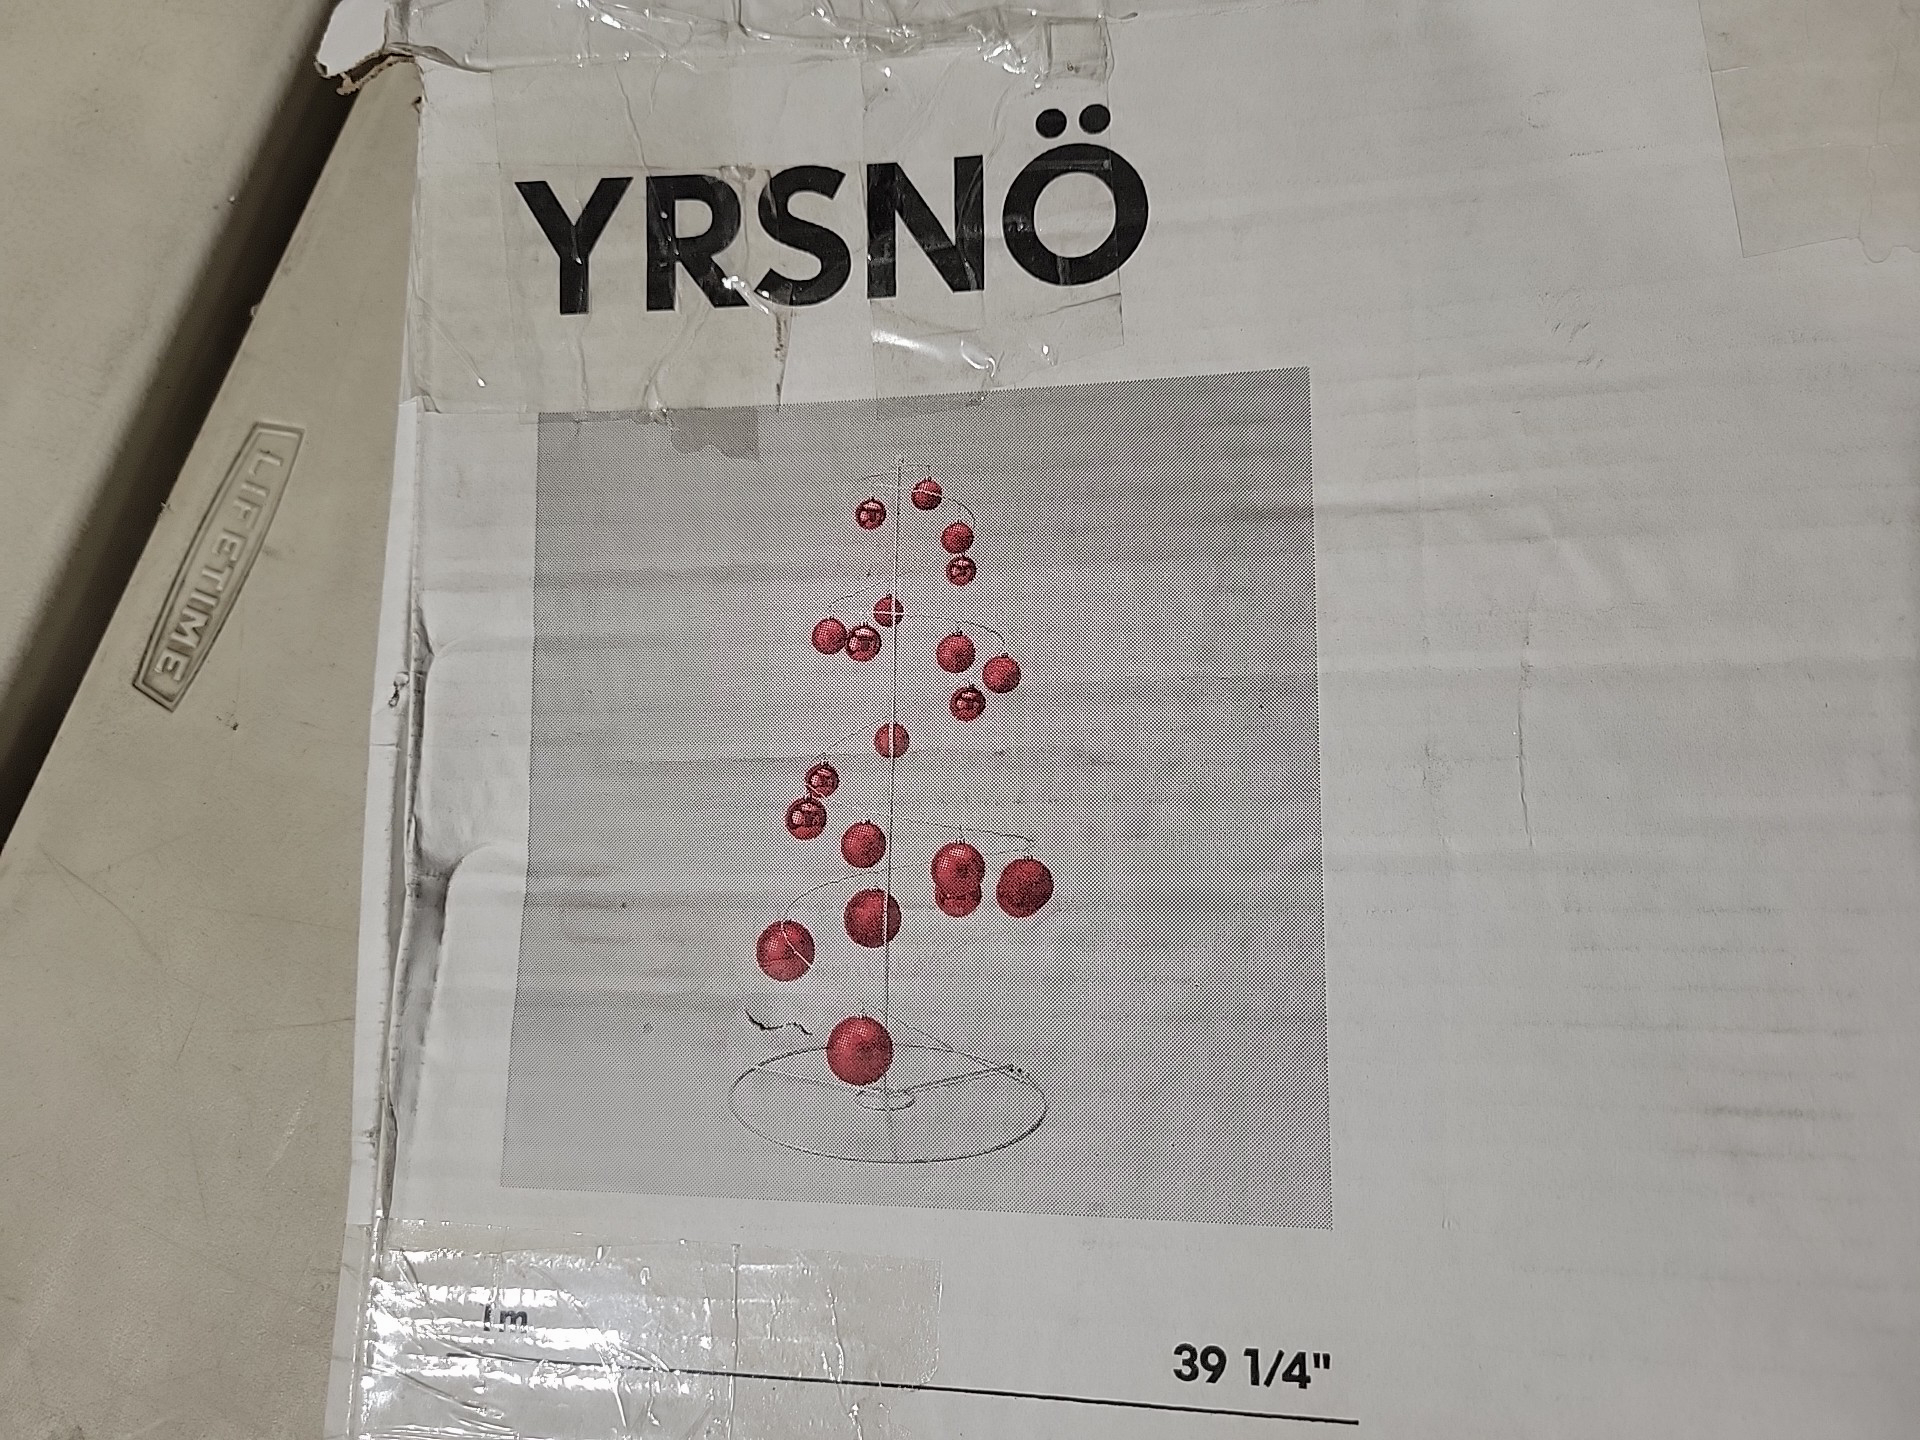 YRSNÖ
LIFETIME
1 m
39 1/4"